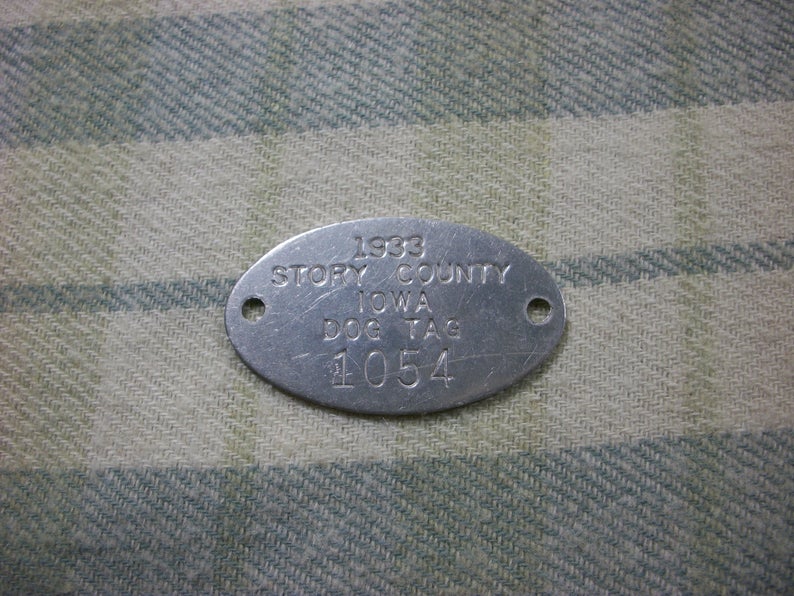 1933
STORY COUNTY
IOWA
DOG TAG
1054